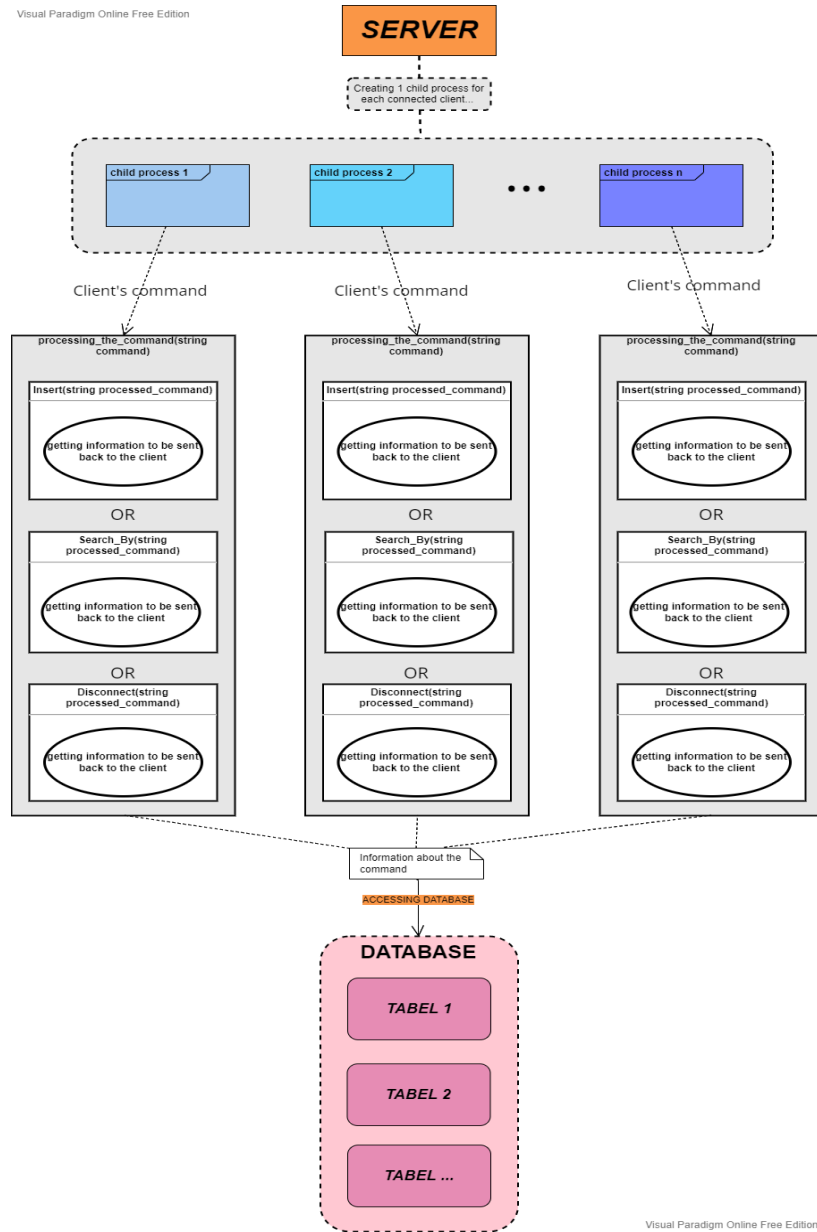 Visual Paradigm Online Free Edition
SERVER
Creating 1 child process for
each connected client...
child process 1
child process 2
...
child process n
Client's command
Client's command
Client's command
processing_the_command(string
command)
Insert(string processed_command)
getting information to be sent
back to the client
OR
Search_By(string
processed_command)
getting information to be sent
back to the client
OR
Disconnect(string
processed_command)
getting information to be sent
back to the client
processing_the_command(string
command)
Insert(string processed_command)
getting information to be sent
back to the client
OR
Search_By(string
processed_command)
getting information to be sent
back to the client
OR
Disconnect(string
processed_command)
getting information to be sent
back to the client
processing_the_command(string
command)
Insert(string processed_command)
getting information to be sent
back to the client
OR
Search_By(string
processed_command)
getting information to be sent
back to the client
OR
Disconnect(string
processed_command)
getting information to be sent
back to the client
Information about the
command
ACCESSING DATABASE
DATABASE
TABEL 1
TABEL 2
TABEL ...
Visual Paradigm Online Free Edition